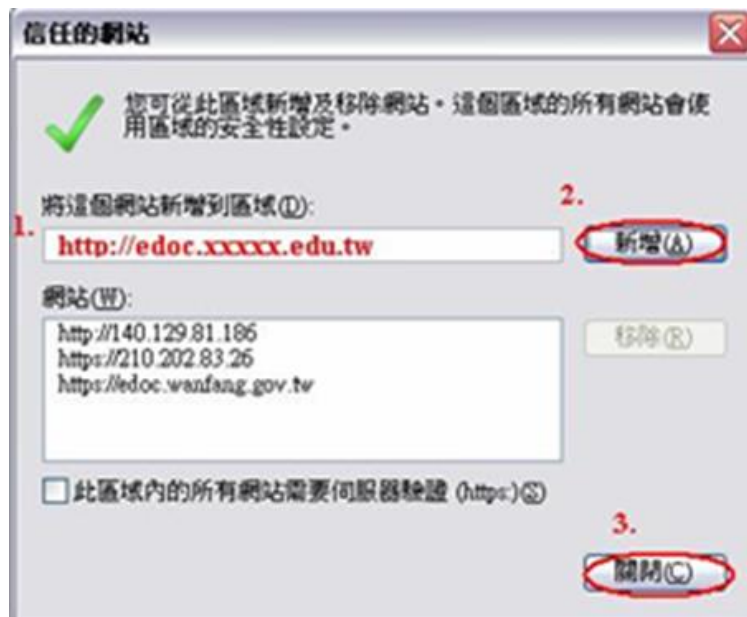 信任的網站
您可從此區域新增及移除網站。這個區域的所有網站會使
用區域的安全性設定。
將這個網站新增到區域(D):
2.
1.
http://edoc.xxxxx.edu.tw
新增(A)
網站(W):
http://140.129.81.186
https://210.202.83.26
https://edoc.wanfang.gov.tw
移除(R)
此區域內的所有網站需要伺服器驗證 (https:)(S)
3.
關閉(C)